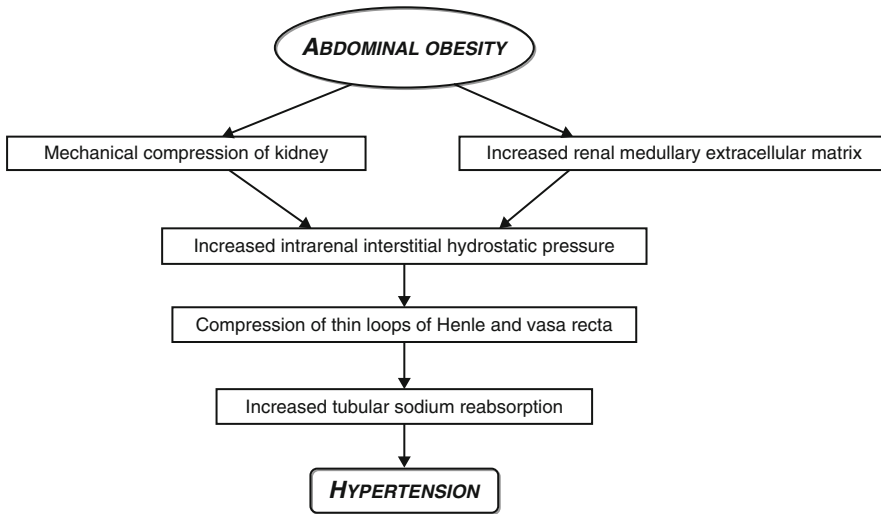 ABDOMINAL OBESITY
Mechanical compression of kidney
Increased renal medullary extracellular matrix
Increased intrarenal interstitial hydrostatic pressure
Compression of thin loops of Henle and vasa recta
Increased tubular sodium reabsorption
HYPERTENSION